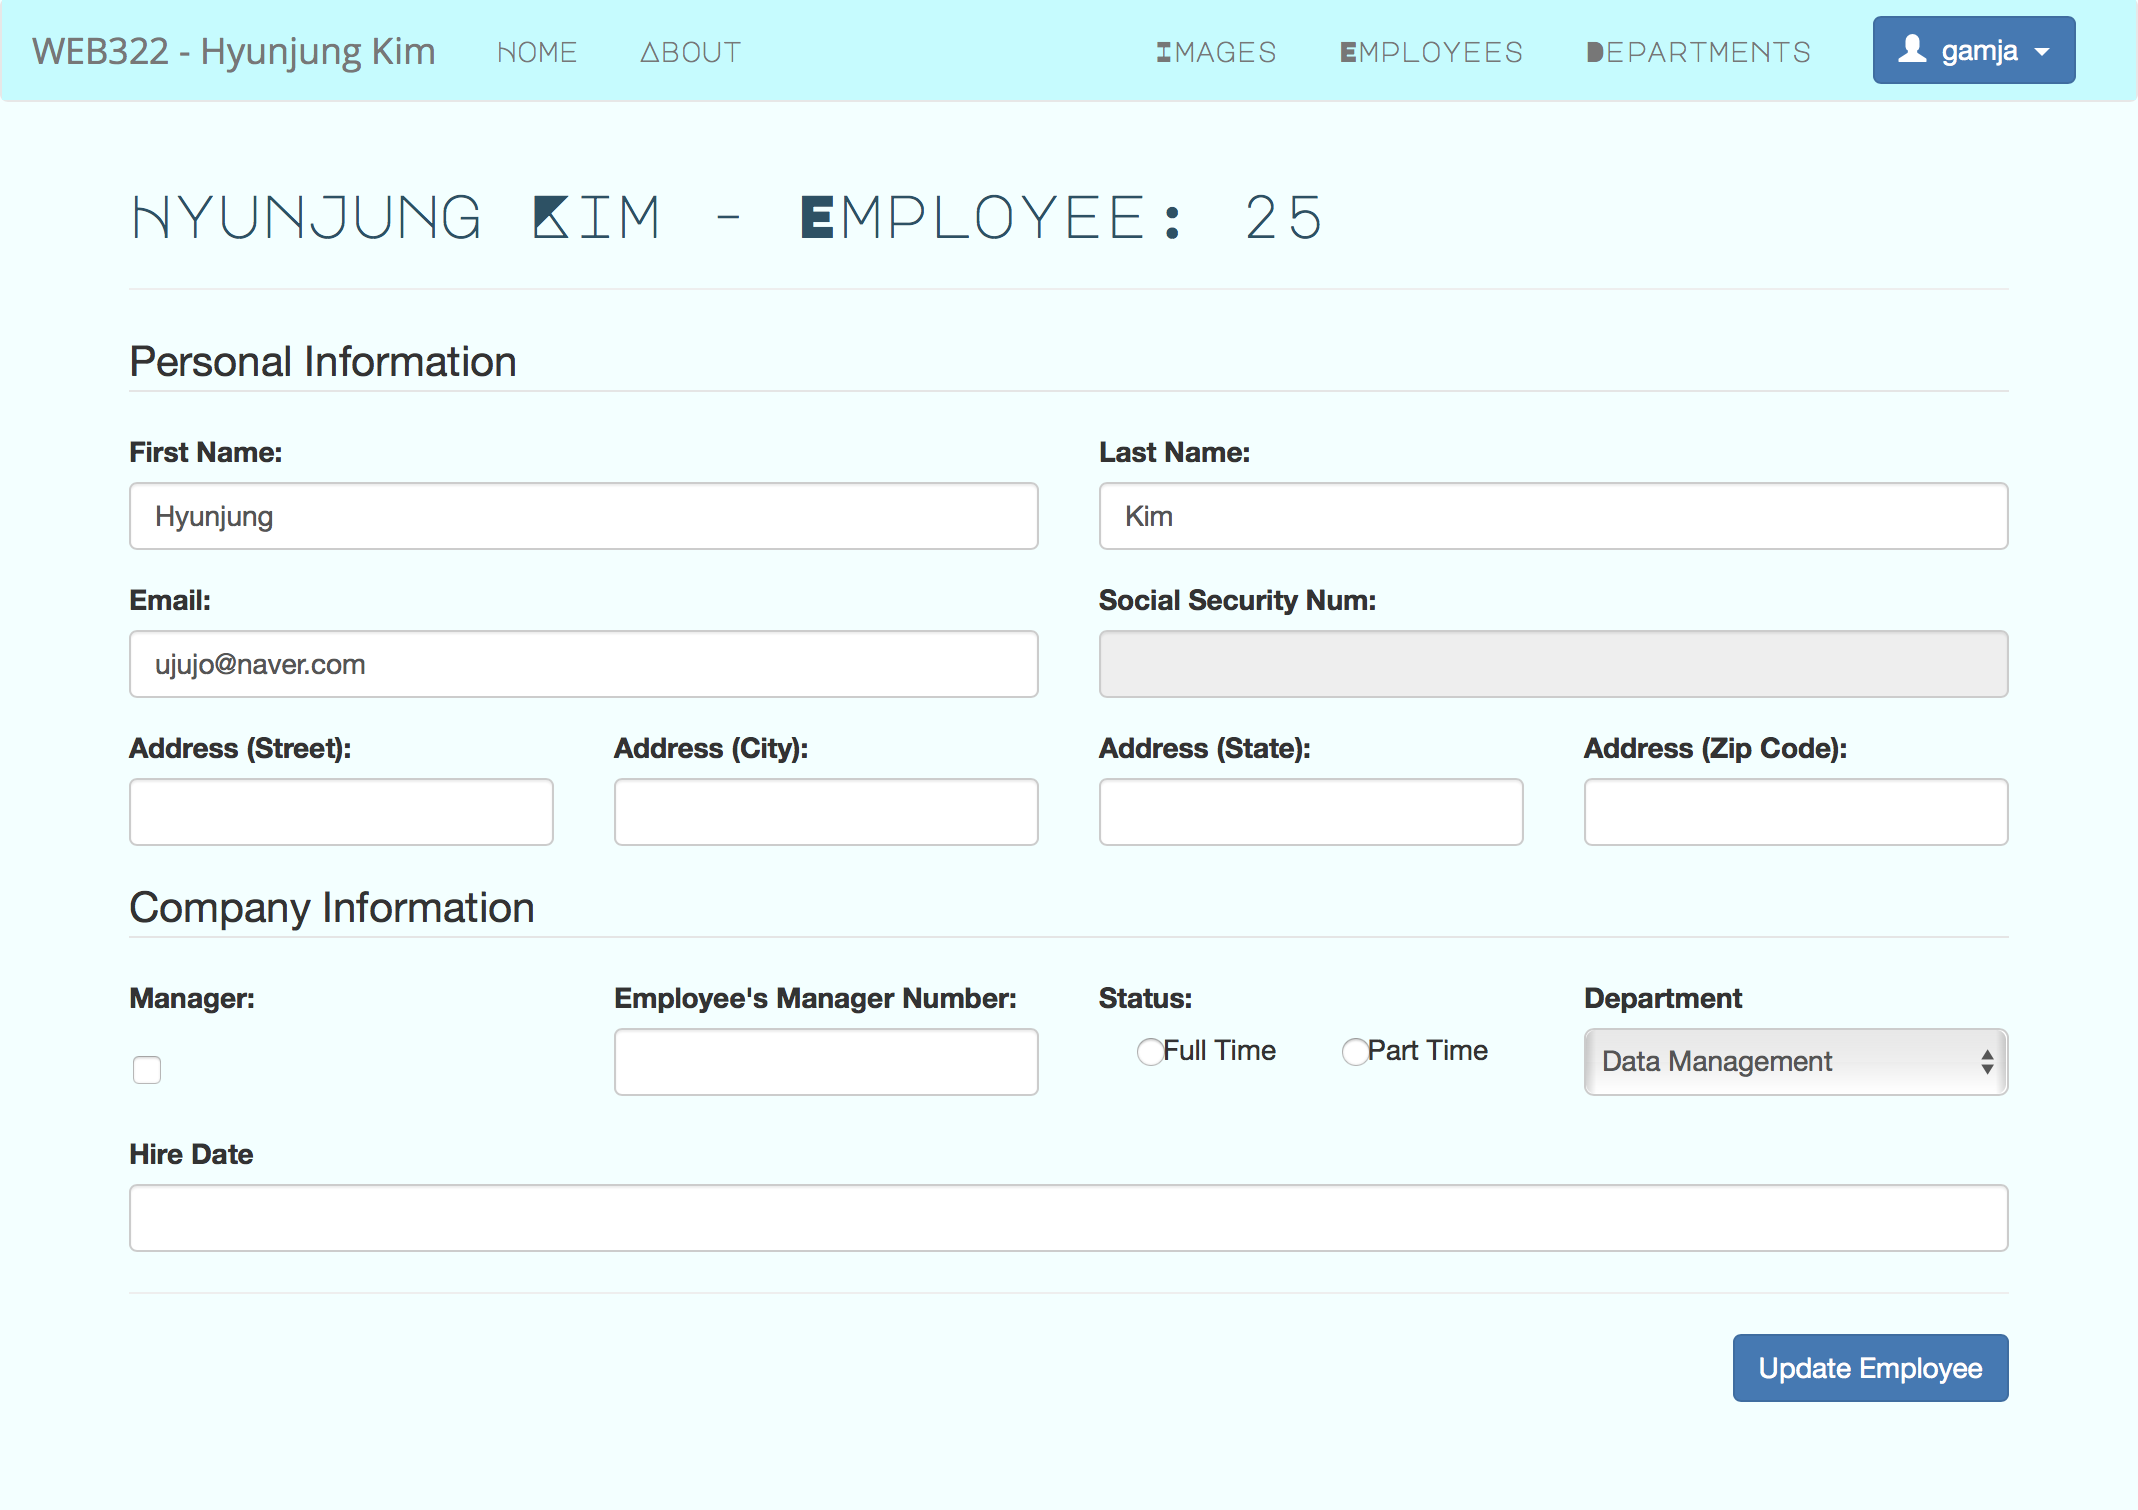 WEB322 - Hyunjung Kim Home About Images Employees Departments gamja
Hyunjung Kim - Employee: 25
Personal Information
First Name: Last Name:
Hyunjung Kim
Email: Social Security Num:
ujujo@naver.com
Address (Street): Address (City): Address (State): Address (Zip Code):
Company Information
Manager: Employee's Manager Number: Status: Department
Full Time Part Time Data Management
Hire Date
Update Employee